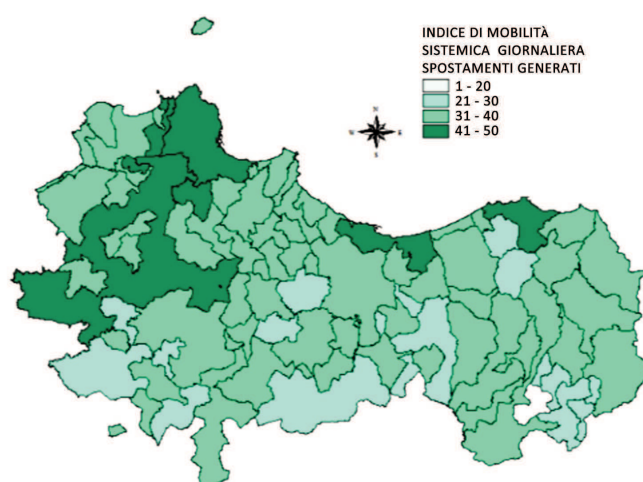 INDICE DI MOBILITÀ
SISTEMICA GIORNALIERA
SPOSTAMENTI GENERATI
1 - 20
21 - 30
31 - 40
41 - 50